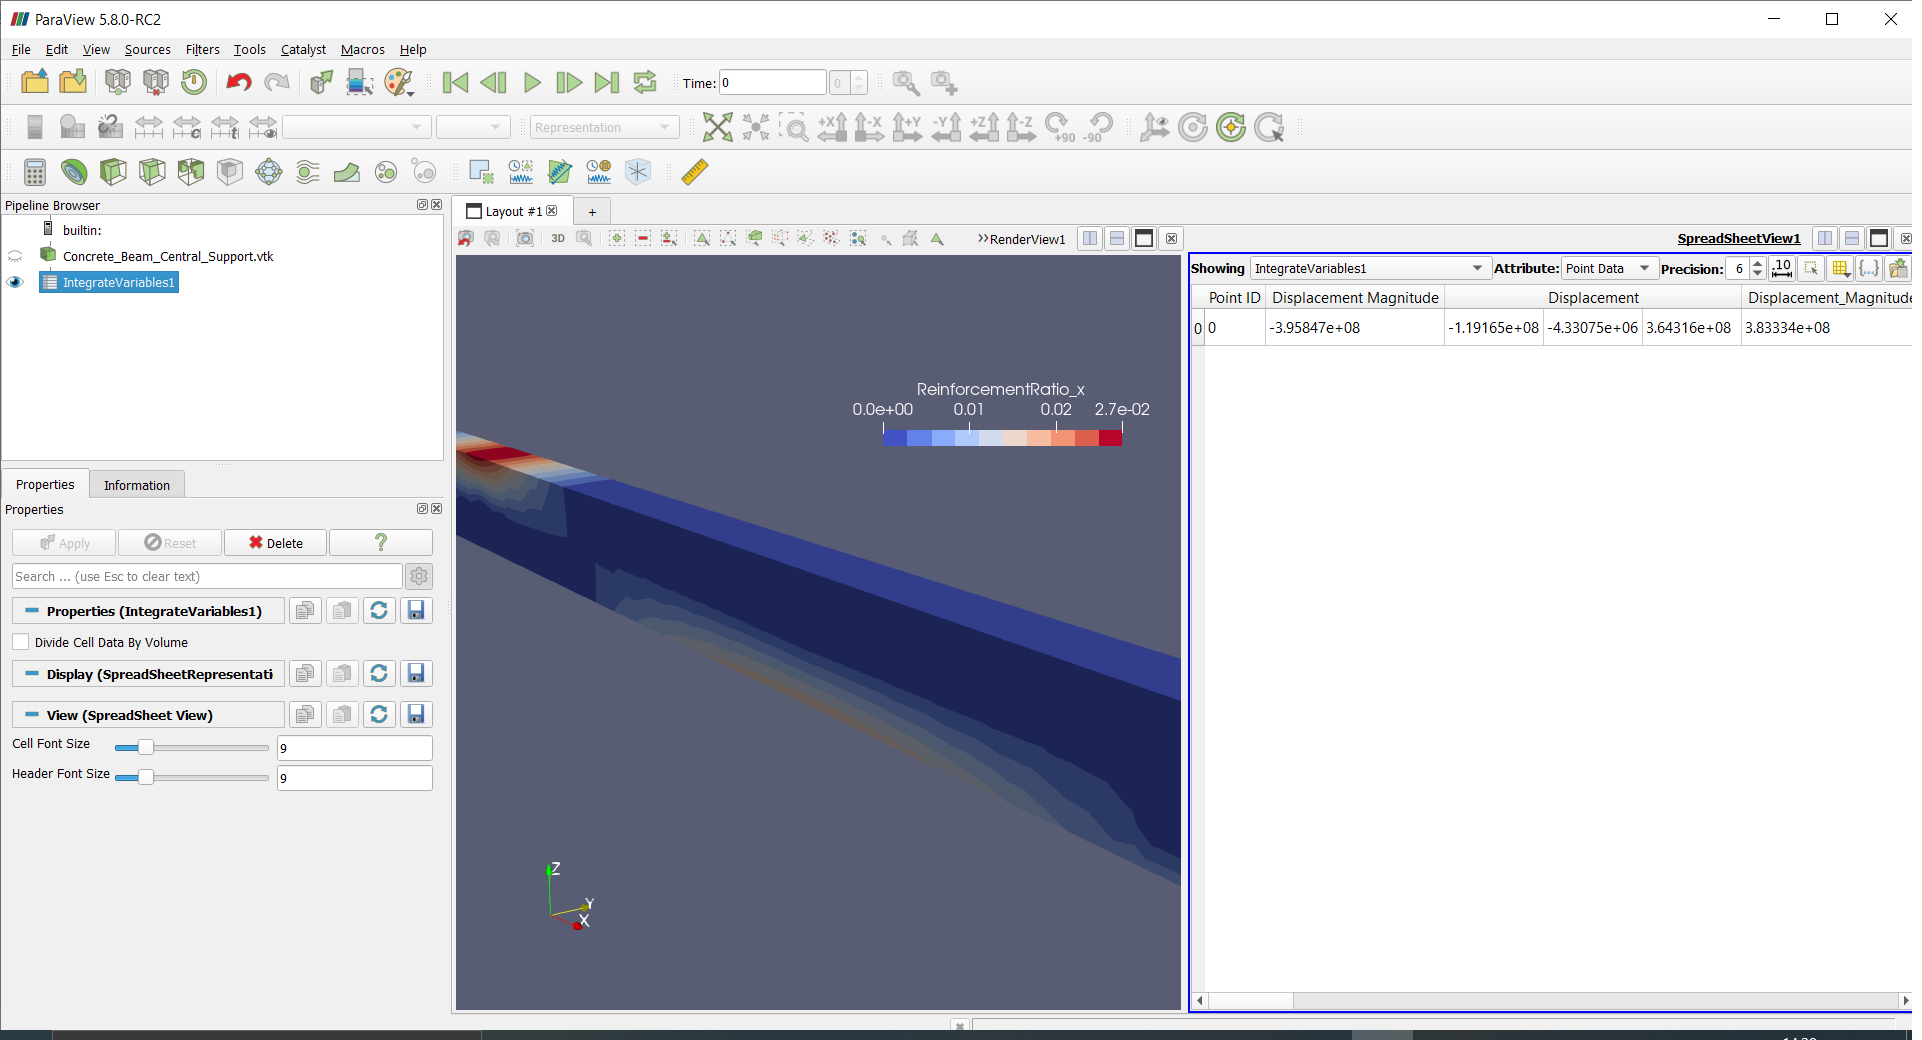 ParaView 5.8.0-RC2
File Edit View Sources Filters Tools Catalyst Macros Help
Time: 0 0
Representation
+X -X +Y -Y +Z -Z +90 -90
Pipeline Browser
builtin:
Concrete_Beam_Central_Support.vtk
IntegrateVariables1
Properties Information
Properties
Apply Reset Delete ?
Search ... (use Esc to clear text)
Properties (IntegrateVariables1)
Divide Cell Data By Volume
Display (SpreadSheetRepresentati
View (SpreadSheet View)
Cell Font Size 9
Header Font Size 9
Layout #1 +
3D RenderView1
ReinforcementRatio_x
0.0e+00 0.01 0.02 2.7e-02
Z
Y
X
SpreadSheetView1
Showing IntegrateVariables1 Attribute: Point Data Precision: 6 .10
Point ID Displacement Magnitude Displacement Displacement_Magnitude
0 0 -3.95847e+08 -1.19165e+08 -4.33075e+06 3.64316e+08 3.83334e+08